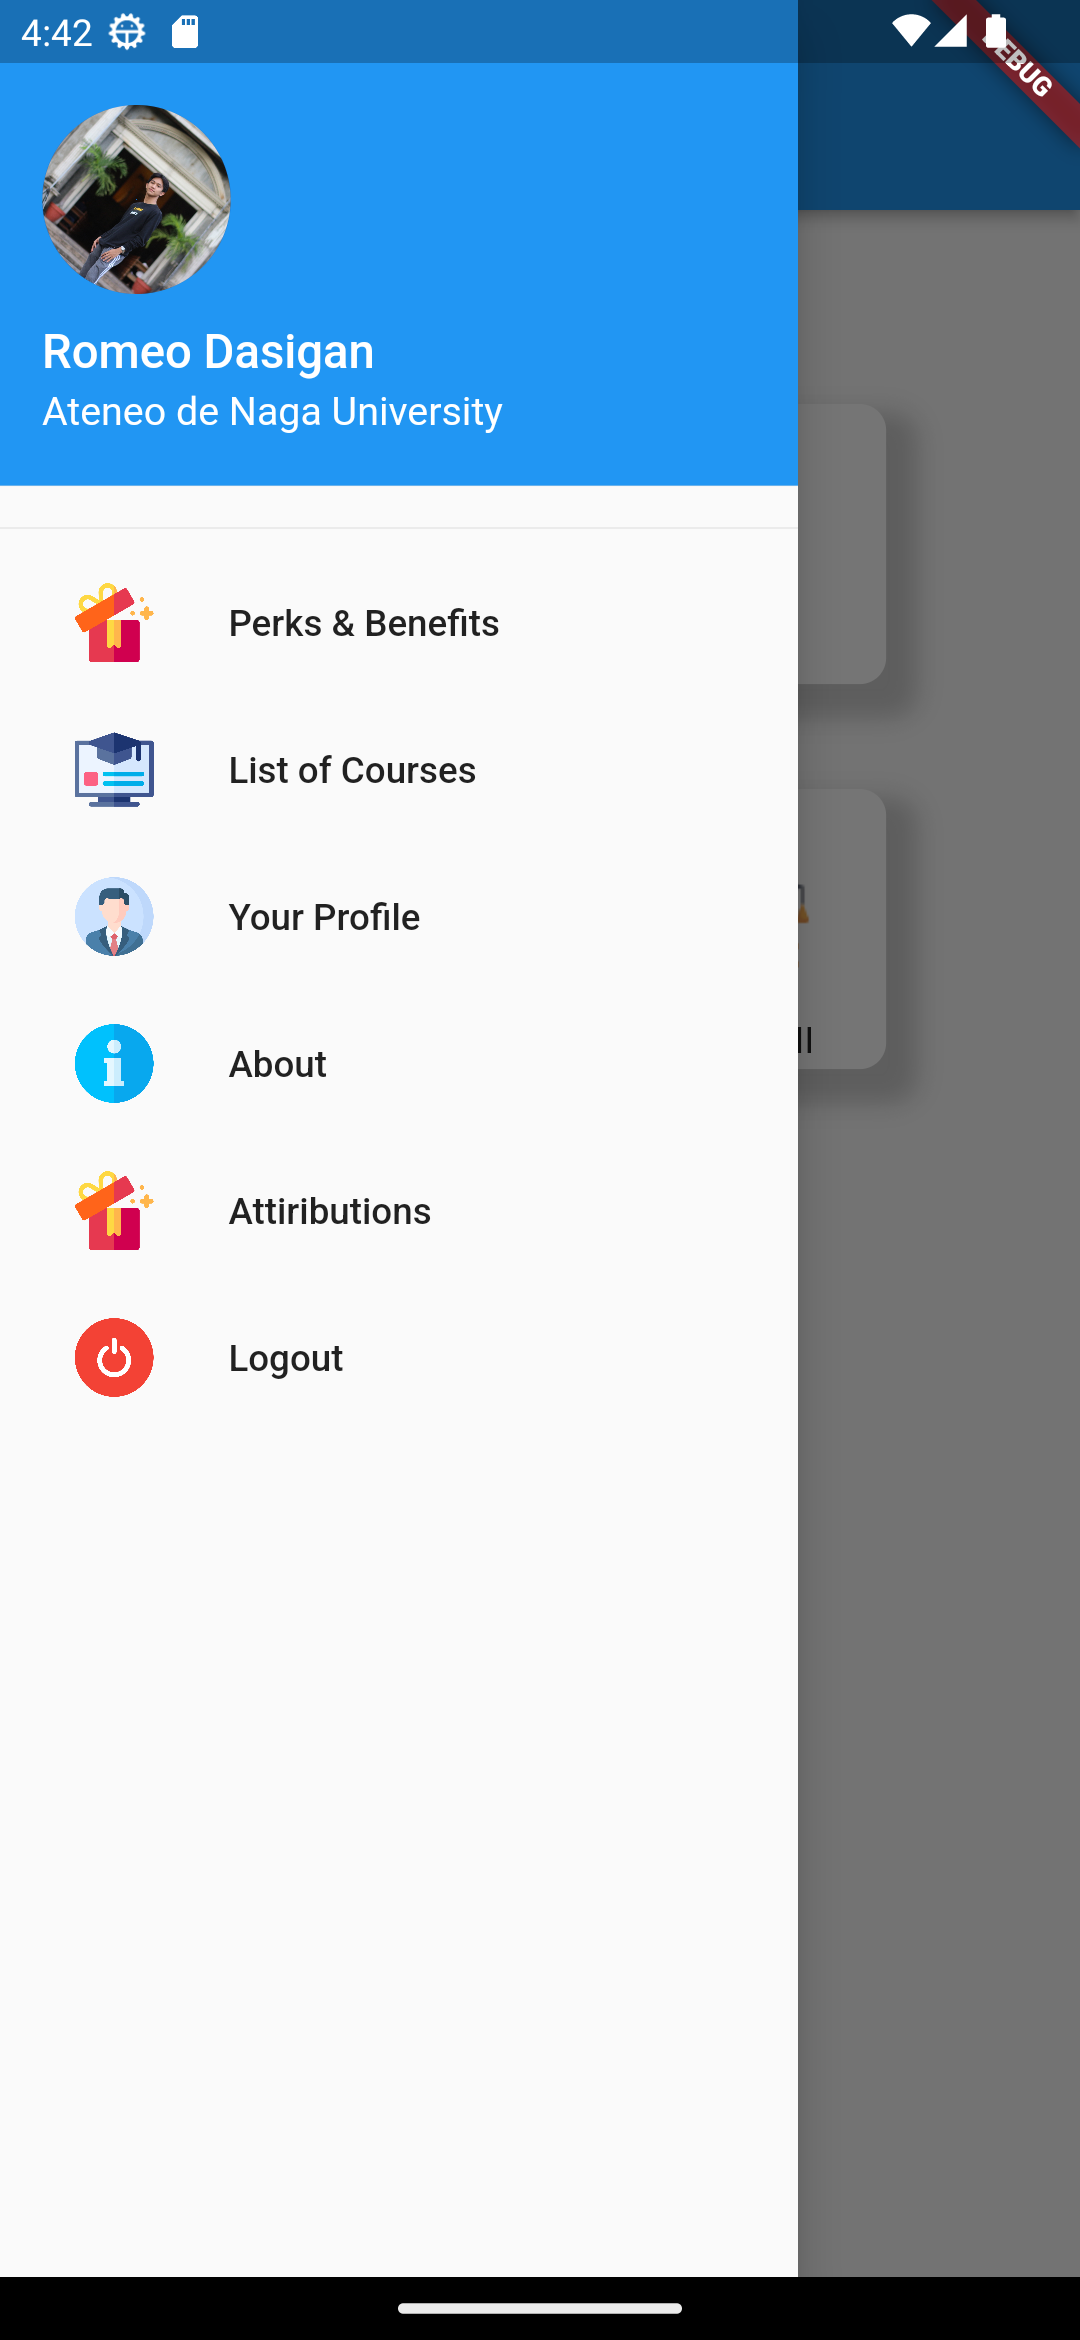 4:42
DEBUG
Romeo Dasigan
Ateneo de Naga University
Perks & Benefits
List of Courses
Your Profile
About
Attiributions
Logout